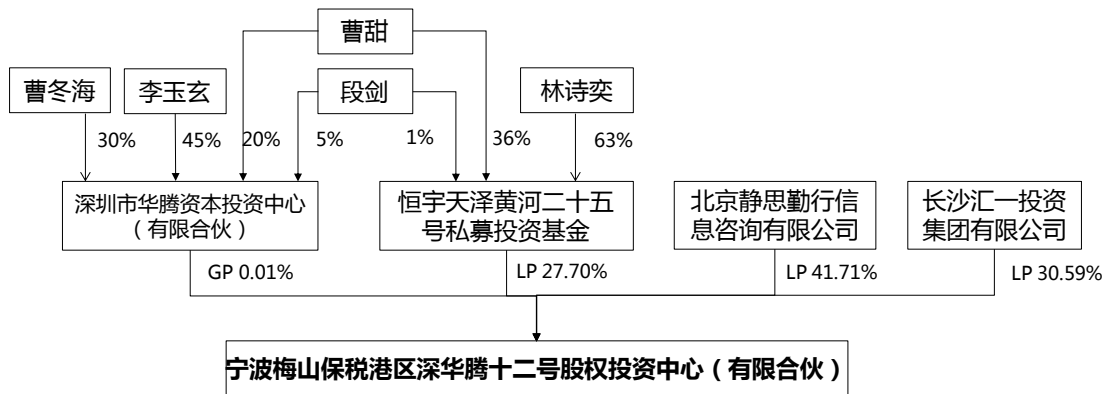 曹甜
曹冬海
李玉玄
段剑
林诗奕
30%
45%
20%
5%
1%
36%
63%
深圳市华腾资本投资中心
（有限合伙）
恒宇天泽黄河二十五
号私募投资基金
北京静思勤行信
息咨询有限公司
长沙汇一投资
集团有限公司
GP 0.01%
LP 27.70%
LP 41.71%
LP 30.59%
宁波梅山保税港区深华腾十二号股权投资中心（有限合伙）